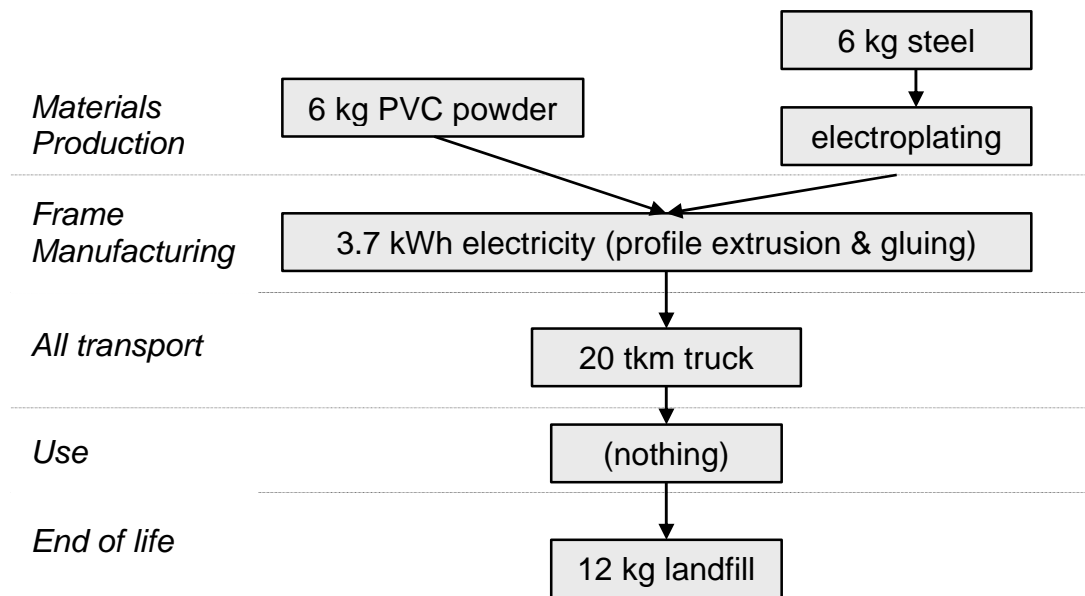 6 kg steel
Materials
Production
6 kg PVC powder
electroplating
Frame
Manufacturing
3.7 kWh electricity (profile extrusion & gluing)
All transport
20 tkm truck
Use
(nothing)
End of life
12 kg landfill